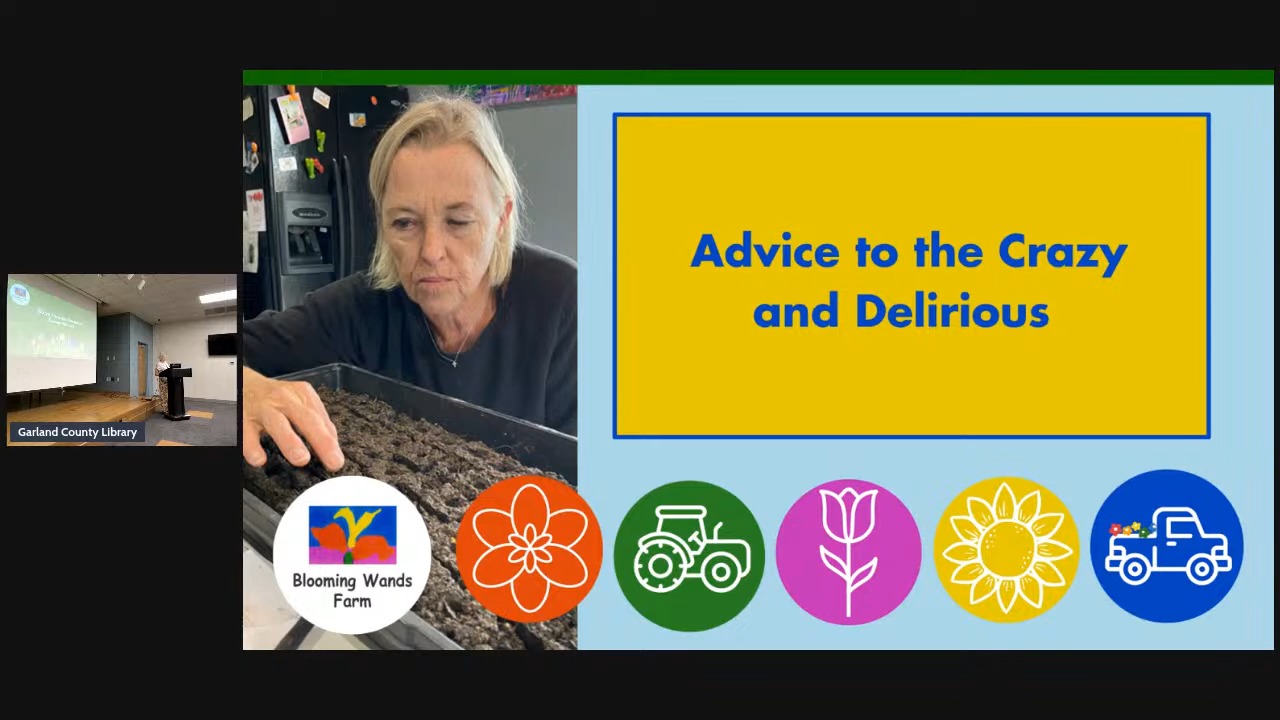 Advice to the Crazy
and Delirious
Blooming Wands
Farm
Garland County Library